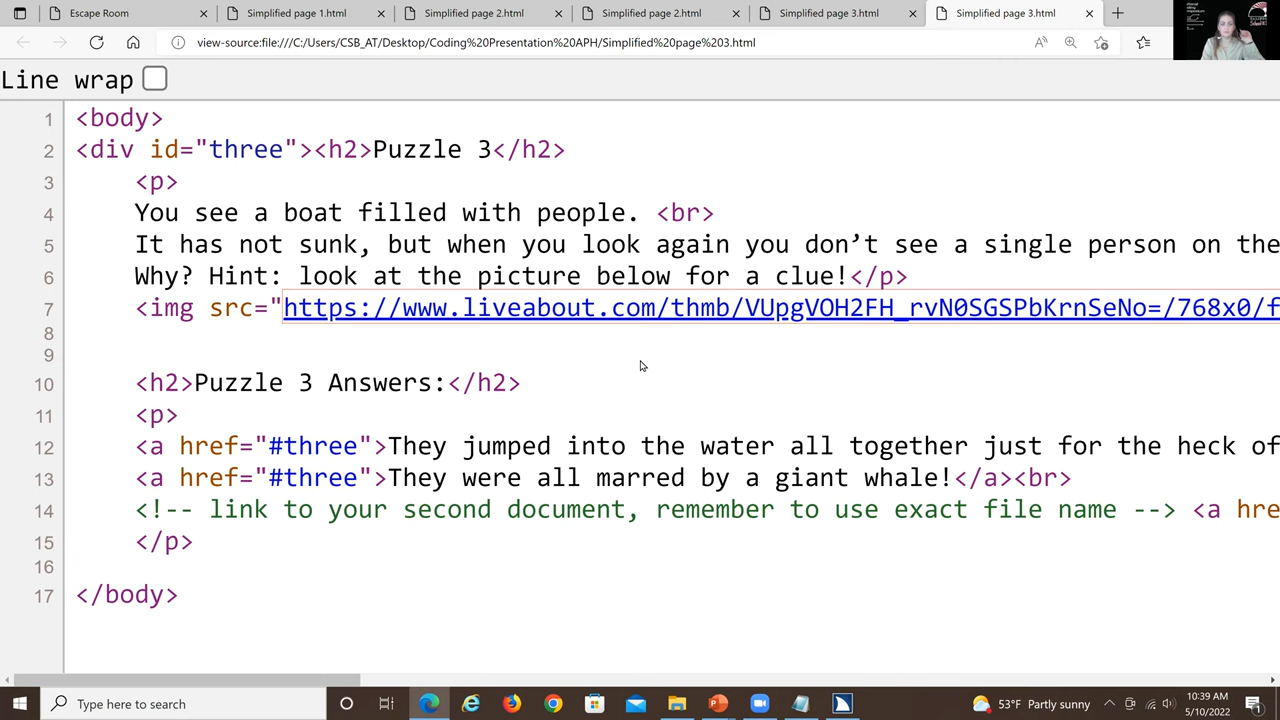 Escape Room
Simplified page 1.html
Simplified page 2.html
Simplified page 2.html
Simplified page 3.html
Simplified page 3.html
view-source:file:///C:/Users/CSB_AT/Desktop/Coding%20Presentation%20APH/Simplified%20page%203.html
Line wrap
1 <body>
2 <div id="three"><h2>Puzzle 3</h2>
3 <p>
4 You see a boat filled with people. <br>
5 It has not sunk, but when you look again you don’t see a single person on the
6 Why? Hint: look at the picture below for a clue!</p>
7 <img src="https://www.liveabout.com/thmb/VUpgVOH2FH_rvN0SGSPbKrnSeNo=/768x0/f
8
9
10 <h2>Puzzle 3 Answers:</h2>
11 <p>
12 <a href="#three">They jumped into the water all together just for the heck of
13 <a href="#three">They were all marred by a giant whale!</a><br>
14 <!-- link to your second document, remember to use exact file name --> <a hre
15 </p>
16
17 </body>
Type here to search
53°F Partly sunny
10:39 AM
5/10/2022
1